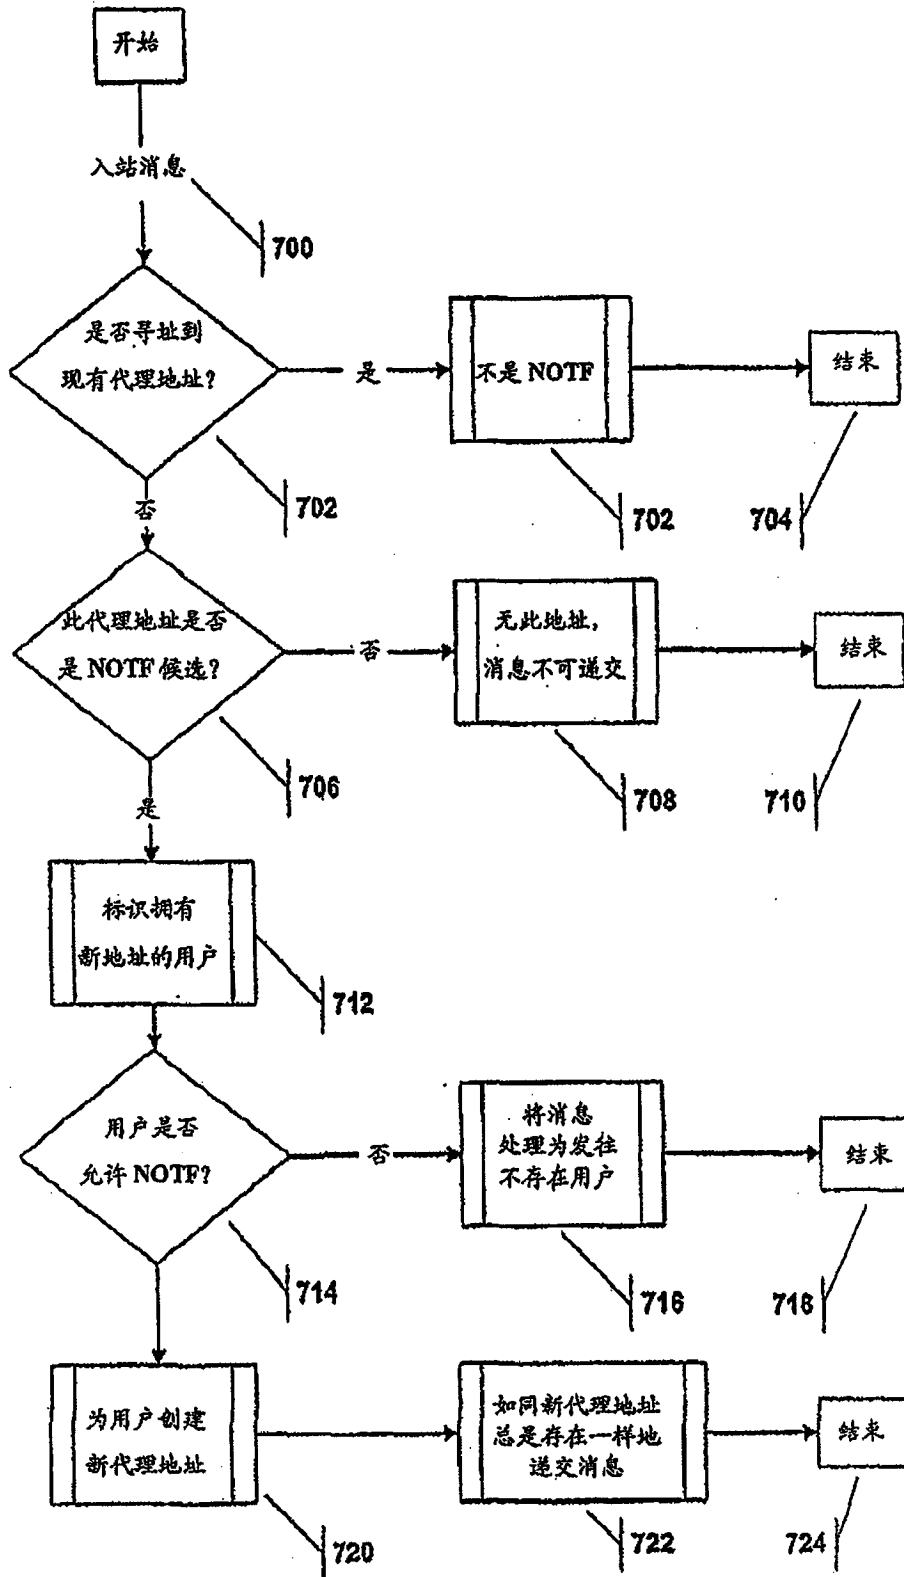 开始
入站消息
700
是否寻址到
现有代理地址?
是
不是 NOTF
结束
702
702
704
否
此代理地址是否
是 NOTF 候选?
否
无此地址,
消息不可递交
结束
706
708
710
是
标识拥有
新地址的用户
712
用户是否
允许 NOTF?
否
将消息
处理为发往
不存在用户
结束
714
716
718
为用户创建
新代理地址
如同新代理地址
总是存在一样地
递交消息
结束
720
722
724